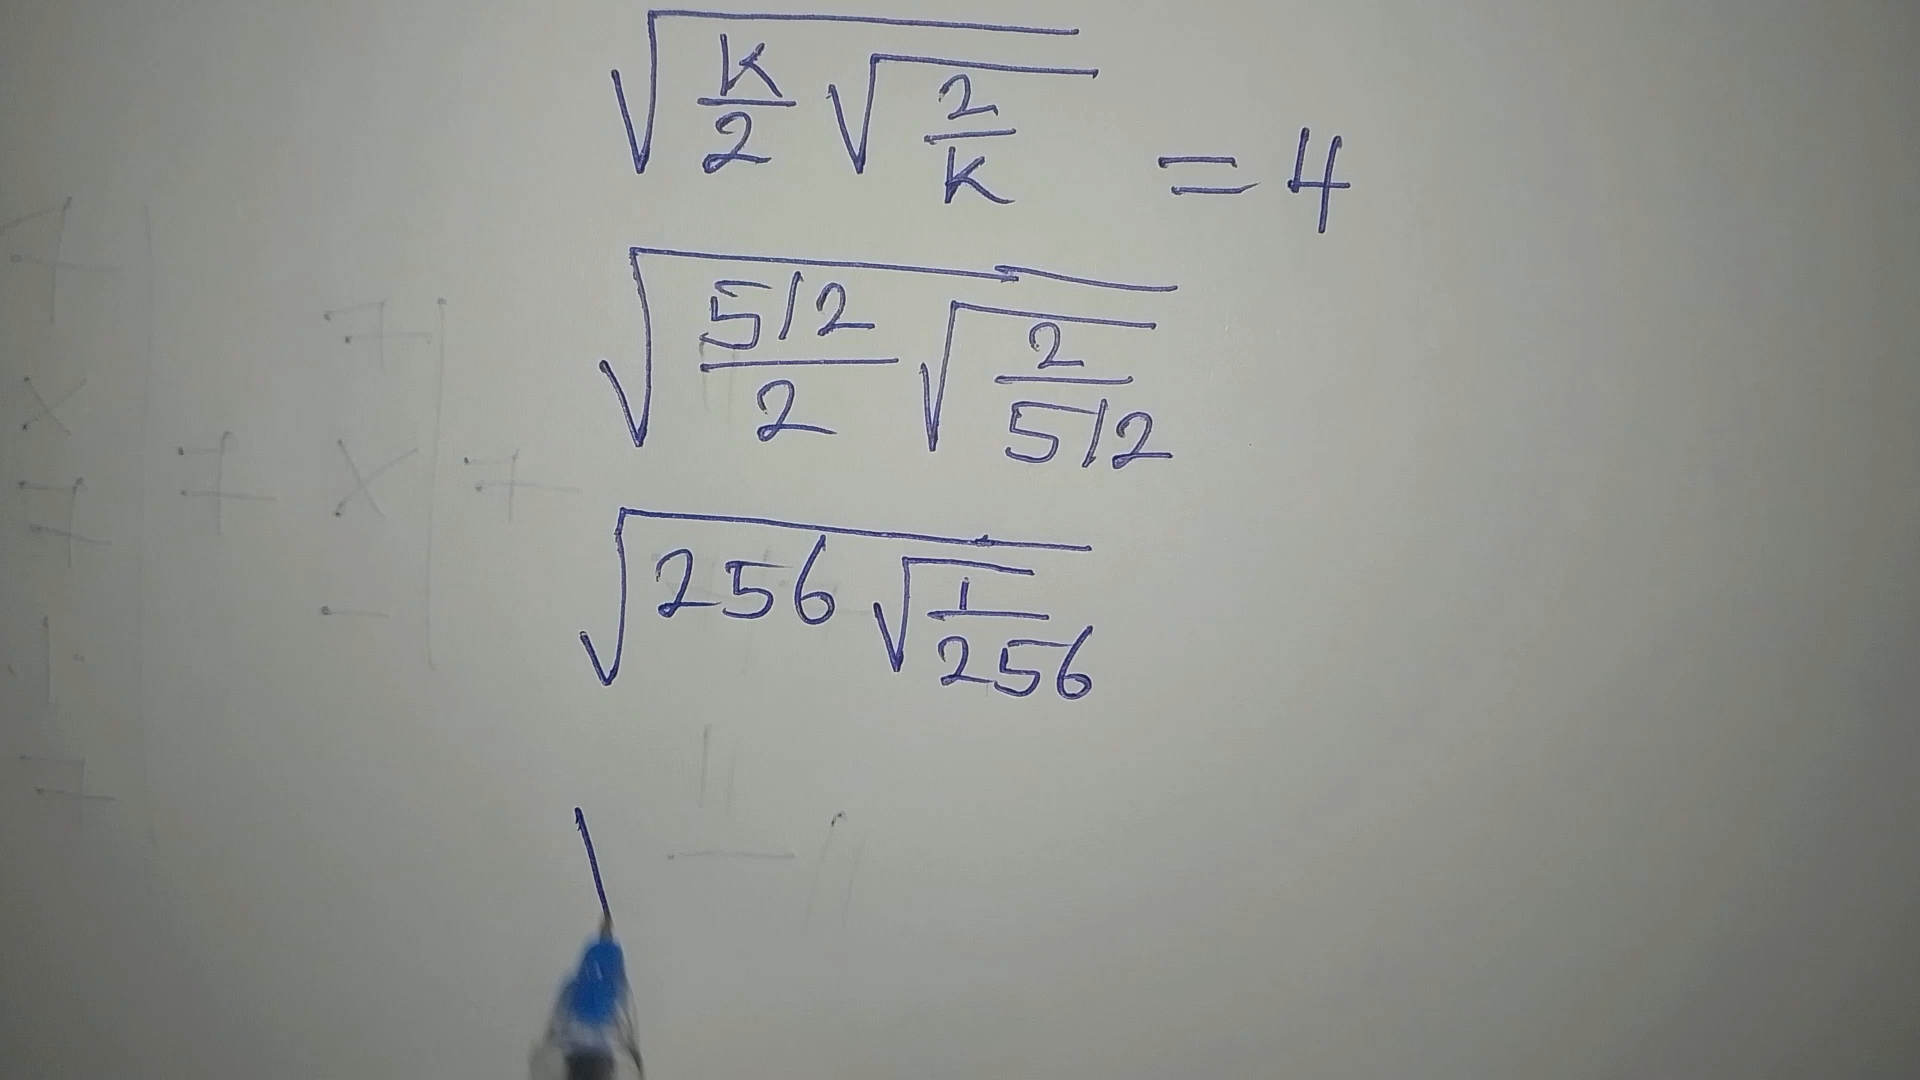 √(K/2 √(2/K)) = 4
√(512/2 √(2/512))
√(256 √(1/256))